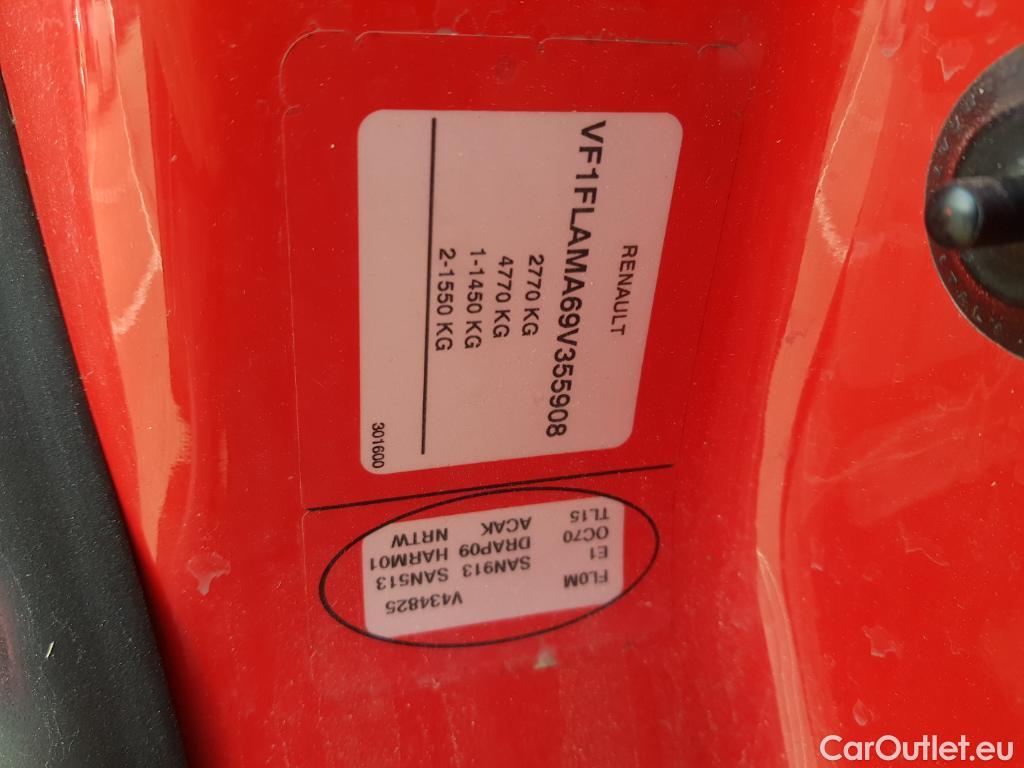 RENAULT
VF1FLAMA69V355908
2770 KG
4770 KG
1-1450 KG
2-1550 KG
301600
FL0M V434825
E1 SAN913 SAN513
OC70 DRAP09 HARM01
TL15 ACAK NRTW
CarOutlet.eu